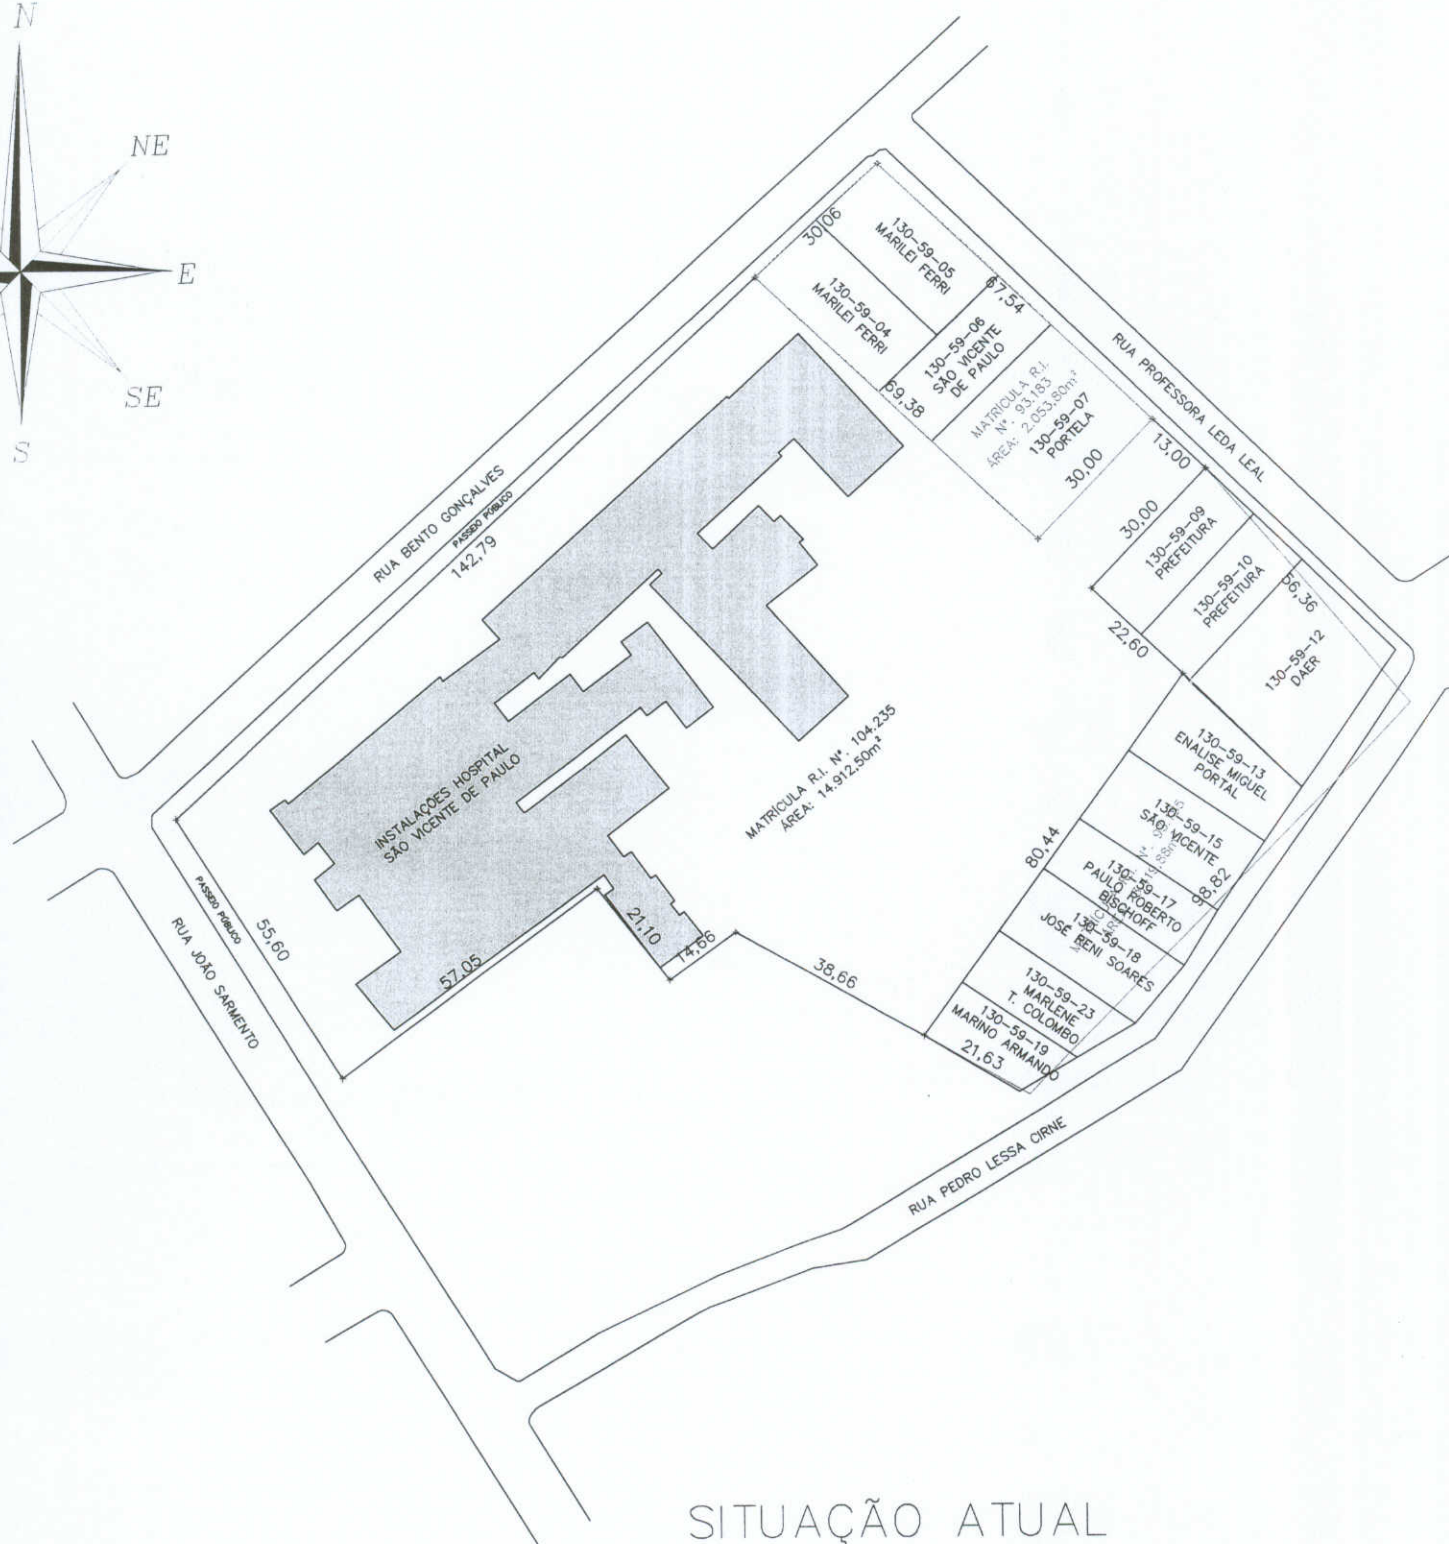 N
NE
E
SE
S
30,06
130-59-05
MARILEI FERRI
130-59-04
MARILEI FERRI
67,54
130-59-06
SÃO VICENTE
DE PAULO
69,38
MATRÍCULA R.I.
Nº. 93.183
ÁREA: 2.053,80m²
130-59-07
PORTELA
30,00
RUA PROFESSORA LEDA LEAL
13,00
30,00
130-59-09
PREFEITURA
130-59-10
PREFEITURA
56,36
22,60
130-59-12
DAER
RUA BENTO GONÇALVES
PASSEIO PÚBLICO
142,79
INSTALAÇÕES HOSPITAL
SÃO VICENTE DE PAULO
MATRÍCULA R.I. Nº. 104.235
ÁREA: 14.912,50m²
130-59-13
ENALISE MIGUEL
PORTAL
130-59-15
SÃO VICENTE
80,44
98,82
130-59-17
PAULO ROBERTO
BISCHOFF
130-59-18
JOSÉ RENI SOARES
130-59-23
MARLENE
T. COLOMBO
130-59-19
MARINO ARMANDO
21,63
PASSEIO PÚBLICO
55,60
RUA JOÃO SARMENTO
57,05
21,10
14,66
38,66
RUA PEDRO LESSA CIRNE
SITUAÇÃO ATUAL